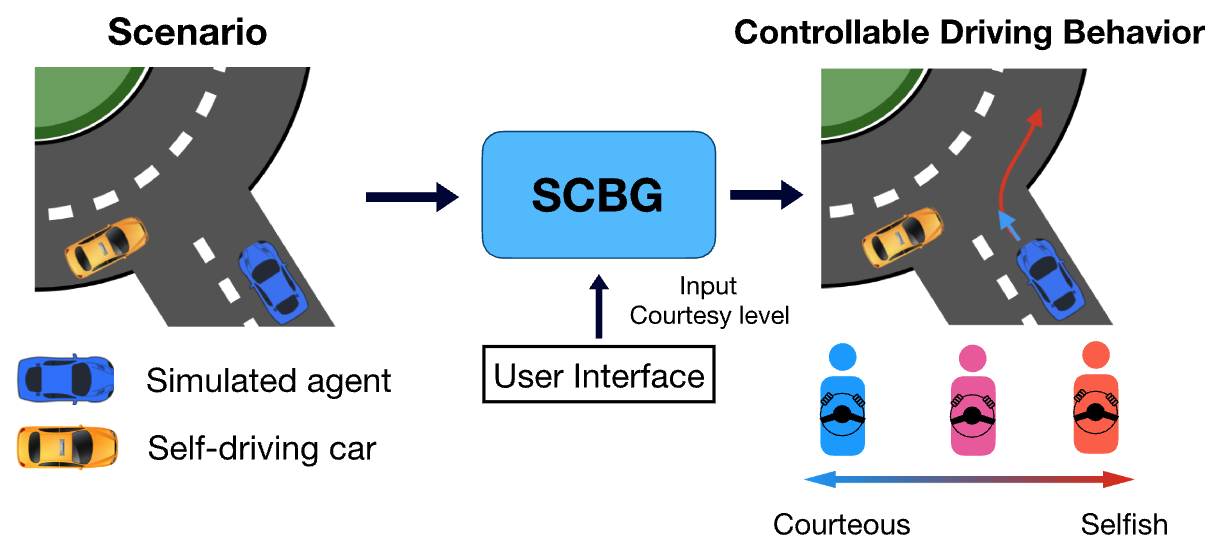 Scenario
Controllable Driving Behavior
SCBG
Input
Courtesy level
User Interface
Simulated agent
Self-driving car
Courteous
Selfish